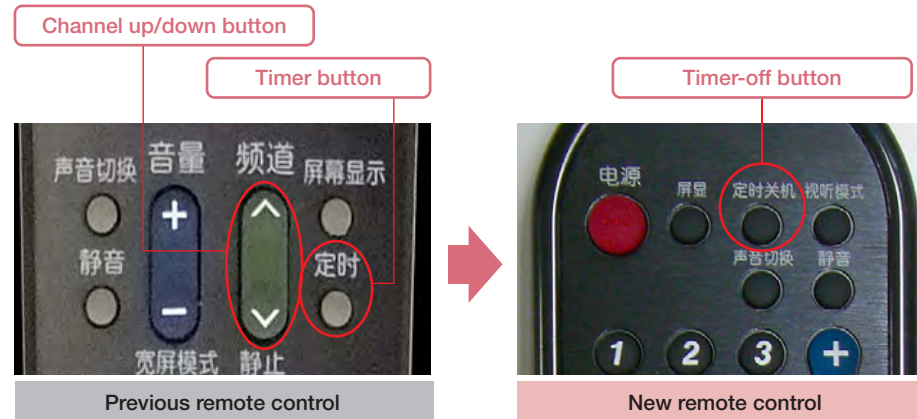 Channel up/down button
Timer button
Timer-off button
声音切换 音量 频道 屏幕显示
+
静音 定时
−
宽屏模式 静止
电源 屏显 定时关机 视听模式
声音切换 静音
1 2 3 +
Previous remote control
New remote control